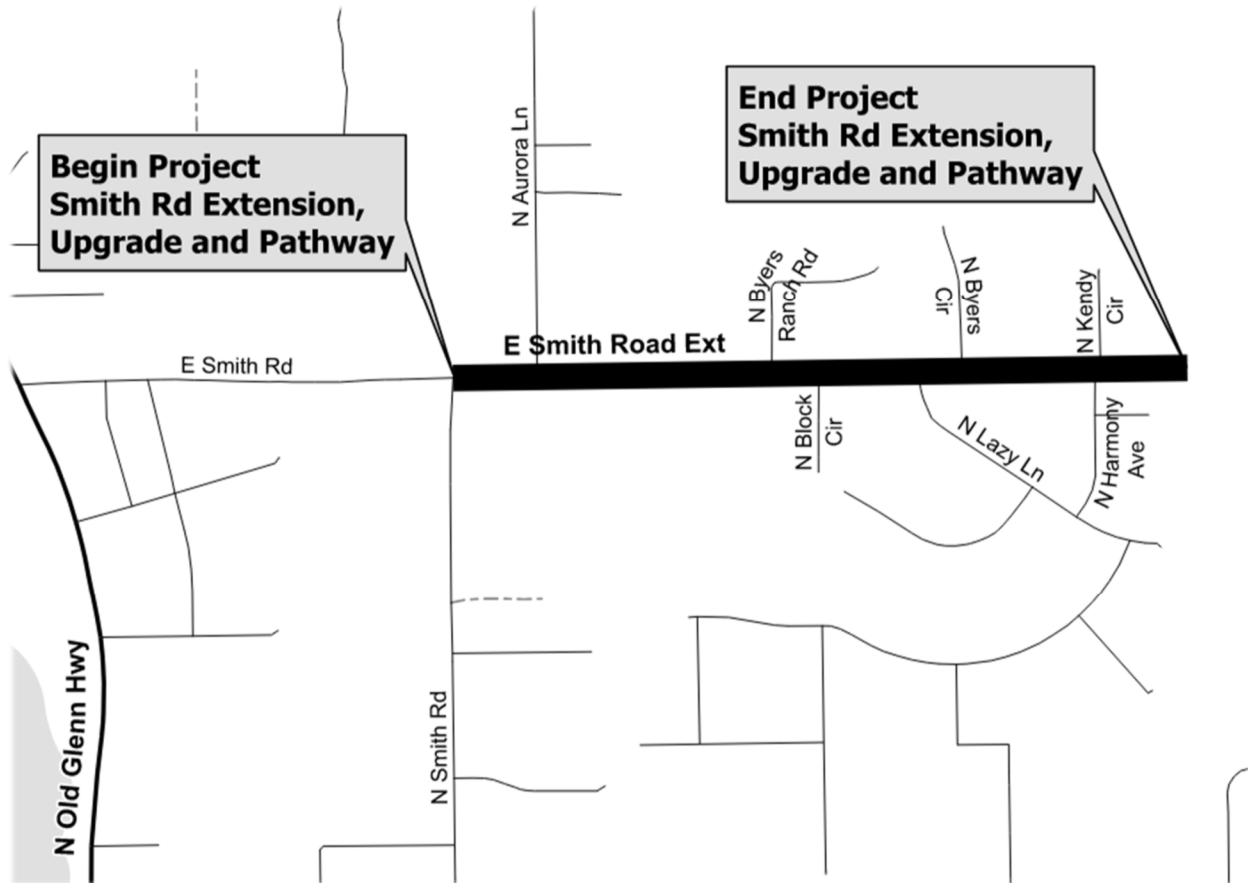 Begin Project
Smith Rd Extension,
Upgrade and Pathway
End Project
Smith Rd Extension,
Upgrade and Pathway
N Aurora Ln
N Byers
Ranch Rd
N Byers
Cir
N Kendy
Cir
E Smith Road Ext
E Smith Rd
N Block
Cir
N Lazy Ln
N Harmony
Ave
N Old Glenn Hwy
N Smith Rd